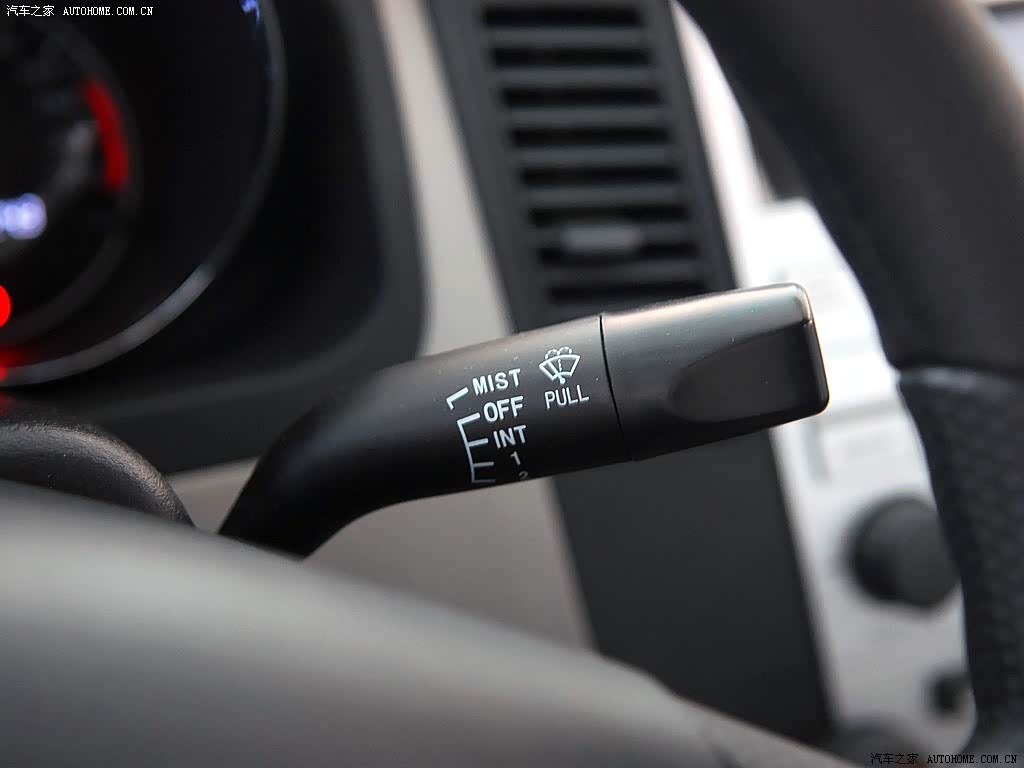 汽车之家 AUTOHOME.COM.CN
MIST
OFF
INT
1
2
PULL
汽车之家 AUTOHOME.COM.CN